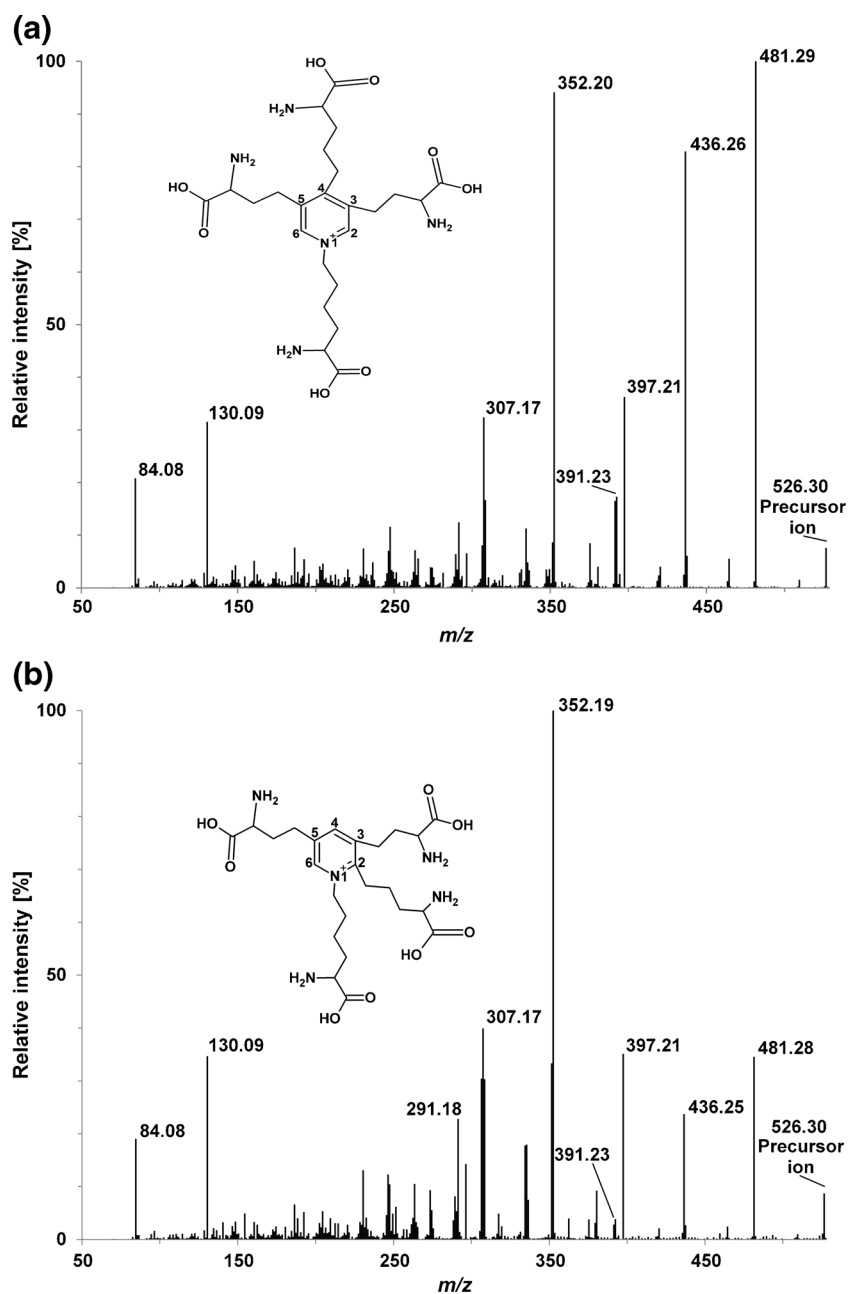 (a)
Relative intensity [%]
100
50
0
HO
O
H₂N
NH₂
HO
O
O
OH
NH₂
5
4
3
6
N
+
1
2
H₂N
O
HO
84.08
130.09
307.17
352.20
391.23
397.21
436.26
481.29
526.30
Precursor
ion
50
150
250
350
450
m/z
(b)
Relative intensity [%]
100
50
0
NH₂
HO
O
O
OH
NH₂
5
4
3
6
N
+
1
2
NH₂
O
HO
H₂N
O
HO
84.08
130.09
291.18
307.17
352.19
391.23
397.21
436.25
481.28
526.30
Precursor
ion
50
150
250
350
450
m/z